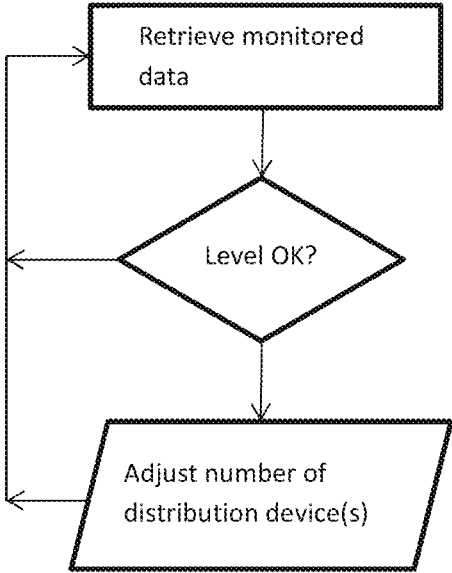 Retrieve monitored
data
Level OK?
Adjust number of
distribution device(s)